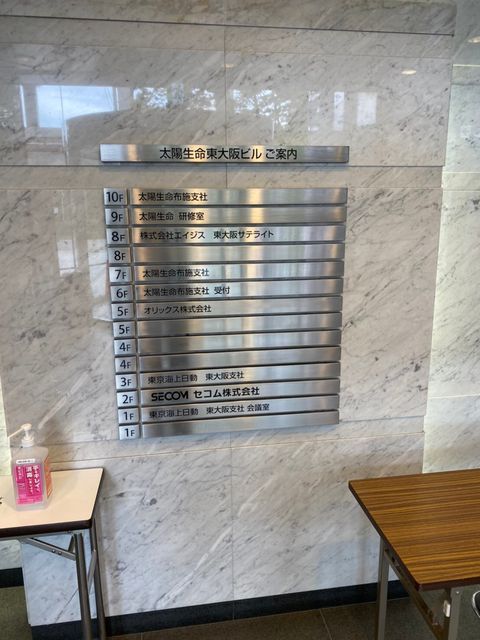 太陽生命東大阪ビル ご案内
10F 太陽生命布施支社
9F 太陽生命 研修室
8F 株式会社エイジス 東大阪サテライト
8F
7F 太陽生命布施支社
6F 太陽生命布施支社 受付
5F オリックス株式会社
5F
4F
4F
3F 東京海上日動 東大阪支社
2F SECOM セコム株式会社
1F 東京海上日動 東大阪支社 会議室
1F
手・キレイ
消毒